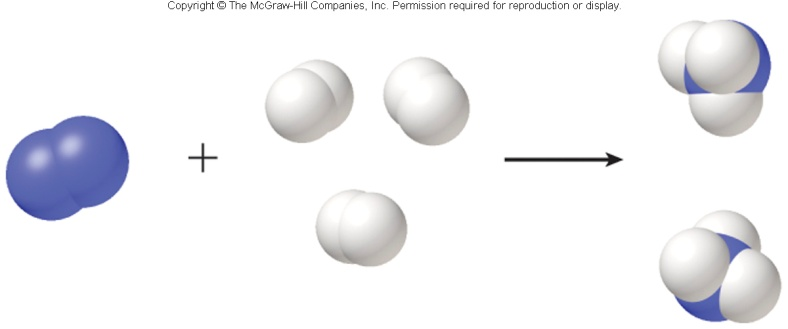 Copyright © The McGraw-Hill Companies, Inc. Permission required for reproduction or display.
+